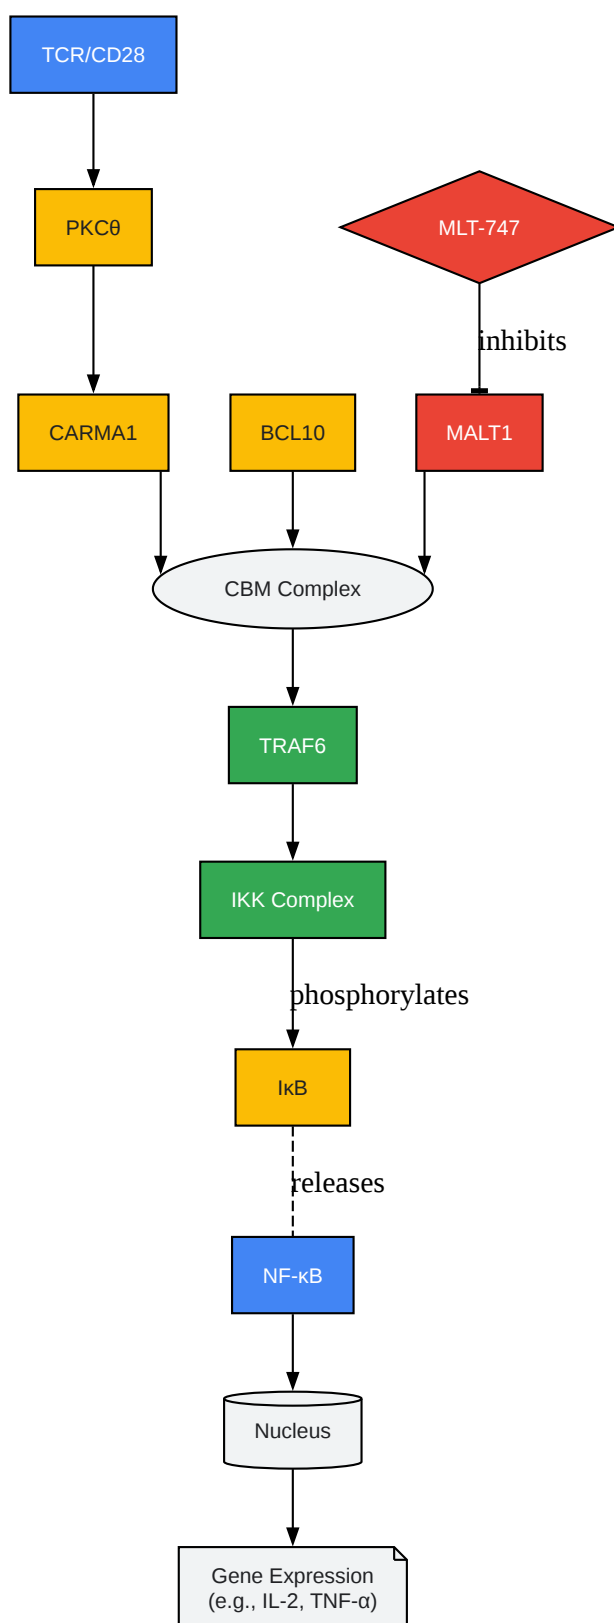 TCR/CD28
PKCθ
MLT-747
inhibits
CARMA1
BCL10
MALT1
CBM Complex
TRAF6
IKK Complex
phosphorylates
IκB
releases
NF-κB
Nucleus
Gene Expression
(e.g., IL-2, TNF-α)